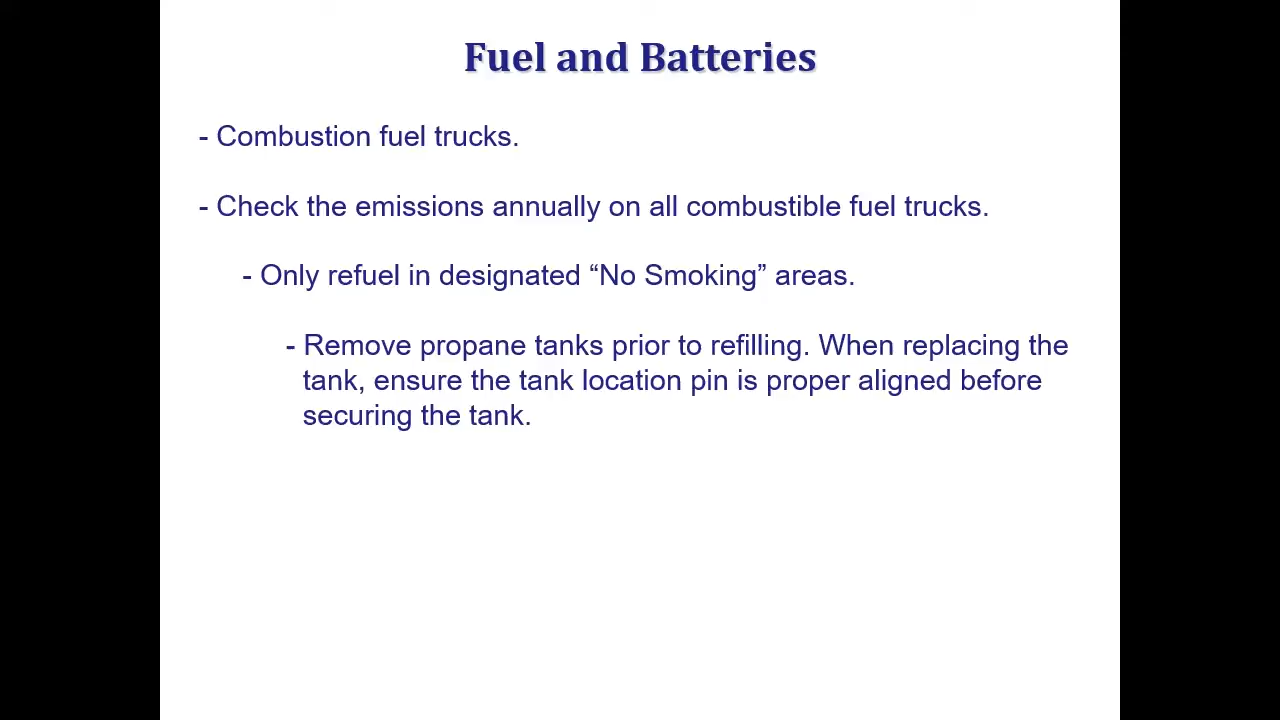 Fuel and Batteries
- Combustion fuel trucks.
- Check the emissions annually on all combustible fuel trucks.
- Only refuel in designated “No Smoking” areas.
- Remove propane tanks prior to refilling. When replacing the
tank, ensure the tank location pin is proper aligned before
securing the tank.